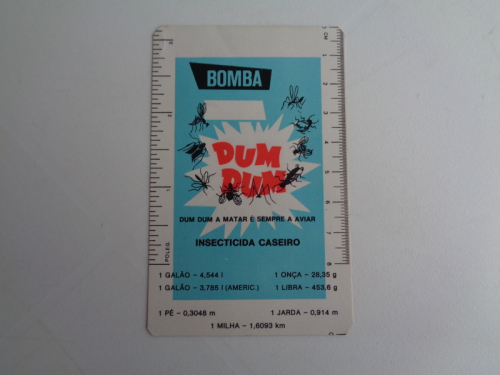 BOMBA
DUM
DUM
DUM DUM A MATAR E SEMPRE A AVIAR
INSECTICIDA CASEIRO
1 GALÃO – 4,544 l
1 ONÇA – 28,35 g
1 GALÃO – 3,785 l (AMERIC.)
1 LIBRA – 453,6 g
1 PÉ – 0,3048 m
1 JARDA – 0,914 m
1 MILHA – 1,6093 km
POLEG.
CM